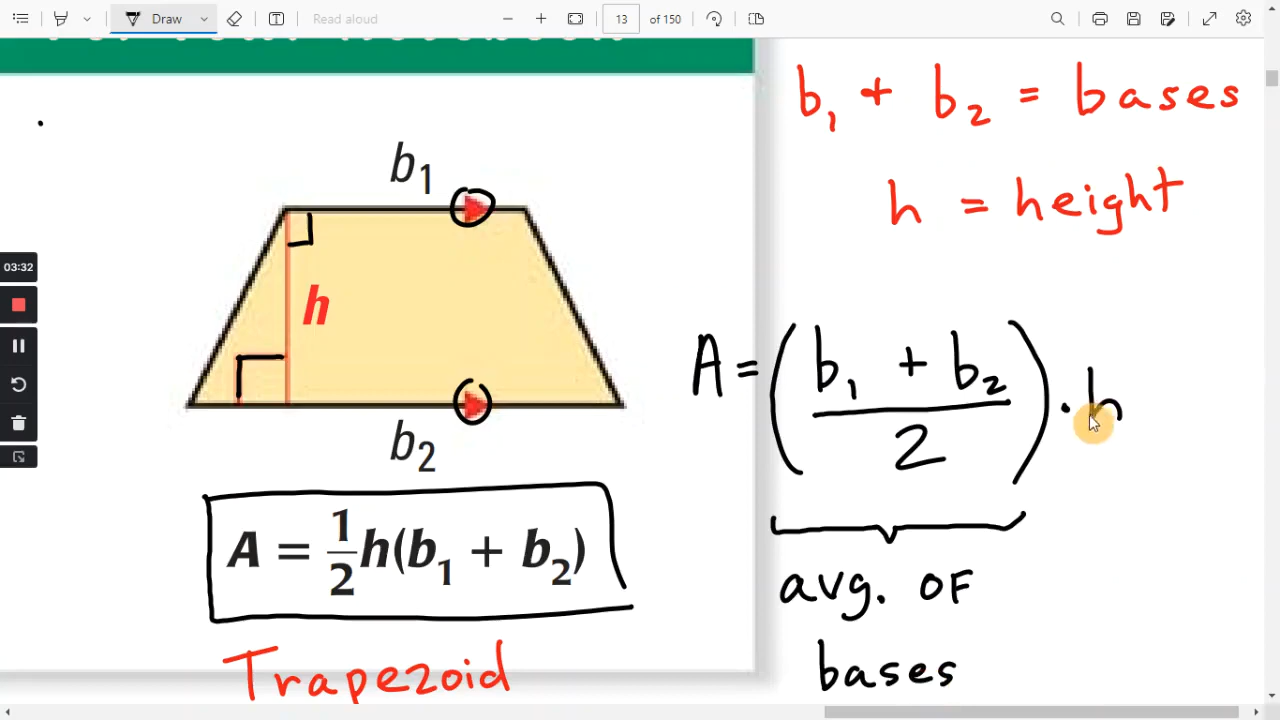 Draw
Read aloud
13 of 150
b₁ + b₂ = bases
h = height
b₁
h
b₂
A = (b₁ + b₂ / 2) · h
avg. OF
bases
A = 1/2 h(b₁ + b₂)
Trapezoid
03:32